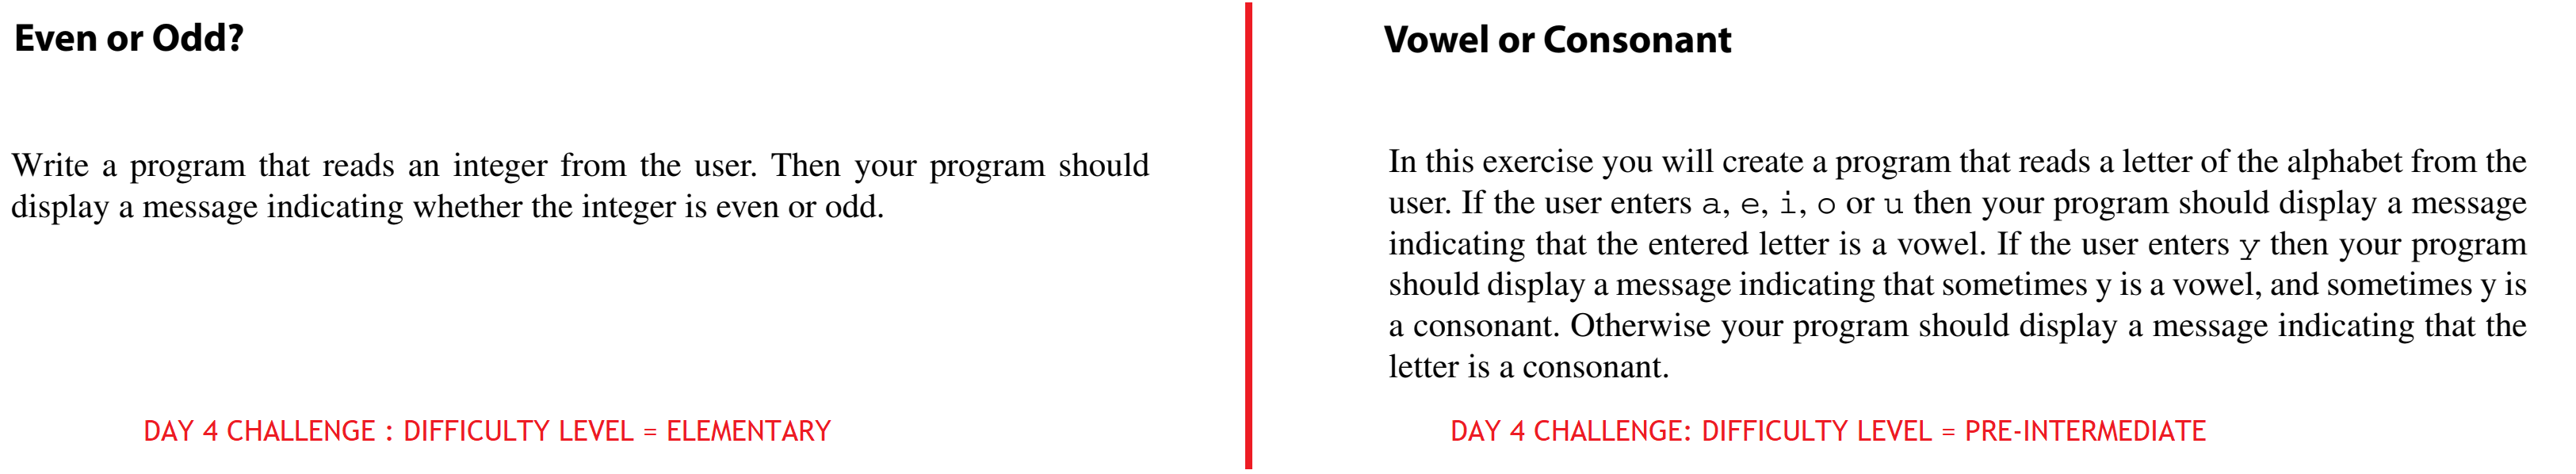 Even or Odd?
Write a program that reads an integer from the user. Then your program should
display a message indicating whether the integer is even or odd.
DAY 4 CHALLENGE : DIFFICULTY LEVEL = ELEMENTARY
Vowel or Consonant
In this exercise you will create a program that reads a letter of the alphabet from the
user. If the user enters a, e, i, o or u then your program should display a message
indicating that the entered letter is a vowel. If the user enters y then your program
should display a message indicating that sometimes y is a vowel, and sometimes y is
a consonant. Otherwise your program should display a message indicating that the
letter is a consonant.
DAY 4 CHALLENGE: DIFFICULTY LEVEL = PRE-INTERMEDIATE